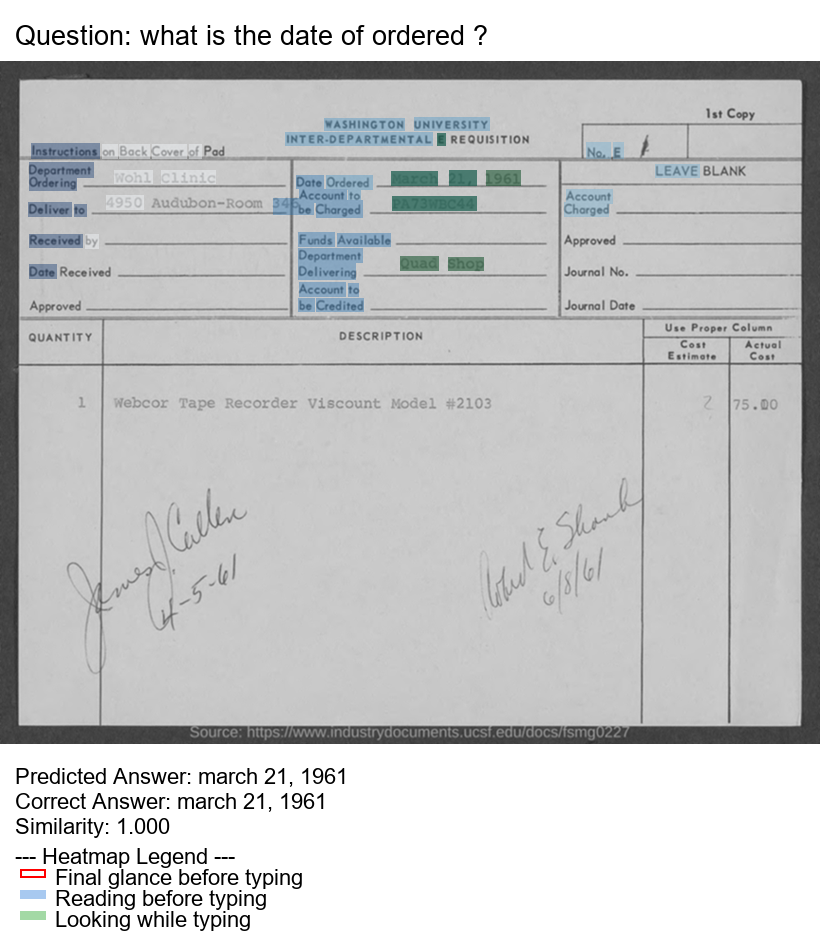 Question: what is the date of ordered ?
1st Copy
WASHINGTON UNIVERSITY
INTER-DEPARTMENTAL E REQUISITION
Instructions on Back Cover of Pad
No. E 1
Department Ordering Wohl Clinic
Date Ordered March 21, 1961
LEAVE BLANK
Deliver to 4950 Audubon-Room 346
Account to be Charged PA73WBC44
Account Charged
Received by
Funds Available
Approved
Date Received
Department Delivering Quad Shop
Journal No.
Approved
Account to be Credited
Journal Date
QUANTITY
DESCRIPTION
Use Proper Column
Cost Estimate
Actual Cost
1 Webcor Tape Recorder Viscount Model #2103 2 75.00
James J. Cullen
4-5-61
Robert E. Shank
6/8/61
Source: https://www.industrydocuments.ucsf.edu/docs/fsmg0227
Predicted Answer: march 21, 1961
Correct Answer: march 21, 1961
Similarity: 1.000
--- Heatmap Legend ---
Final glance before typing
Reading before typing
Looking while typing